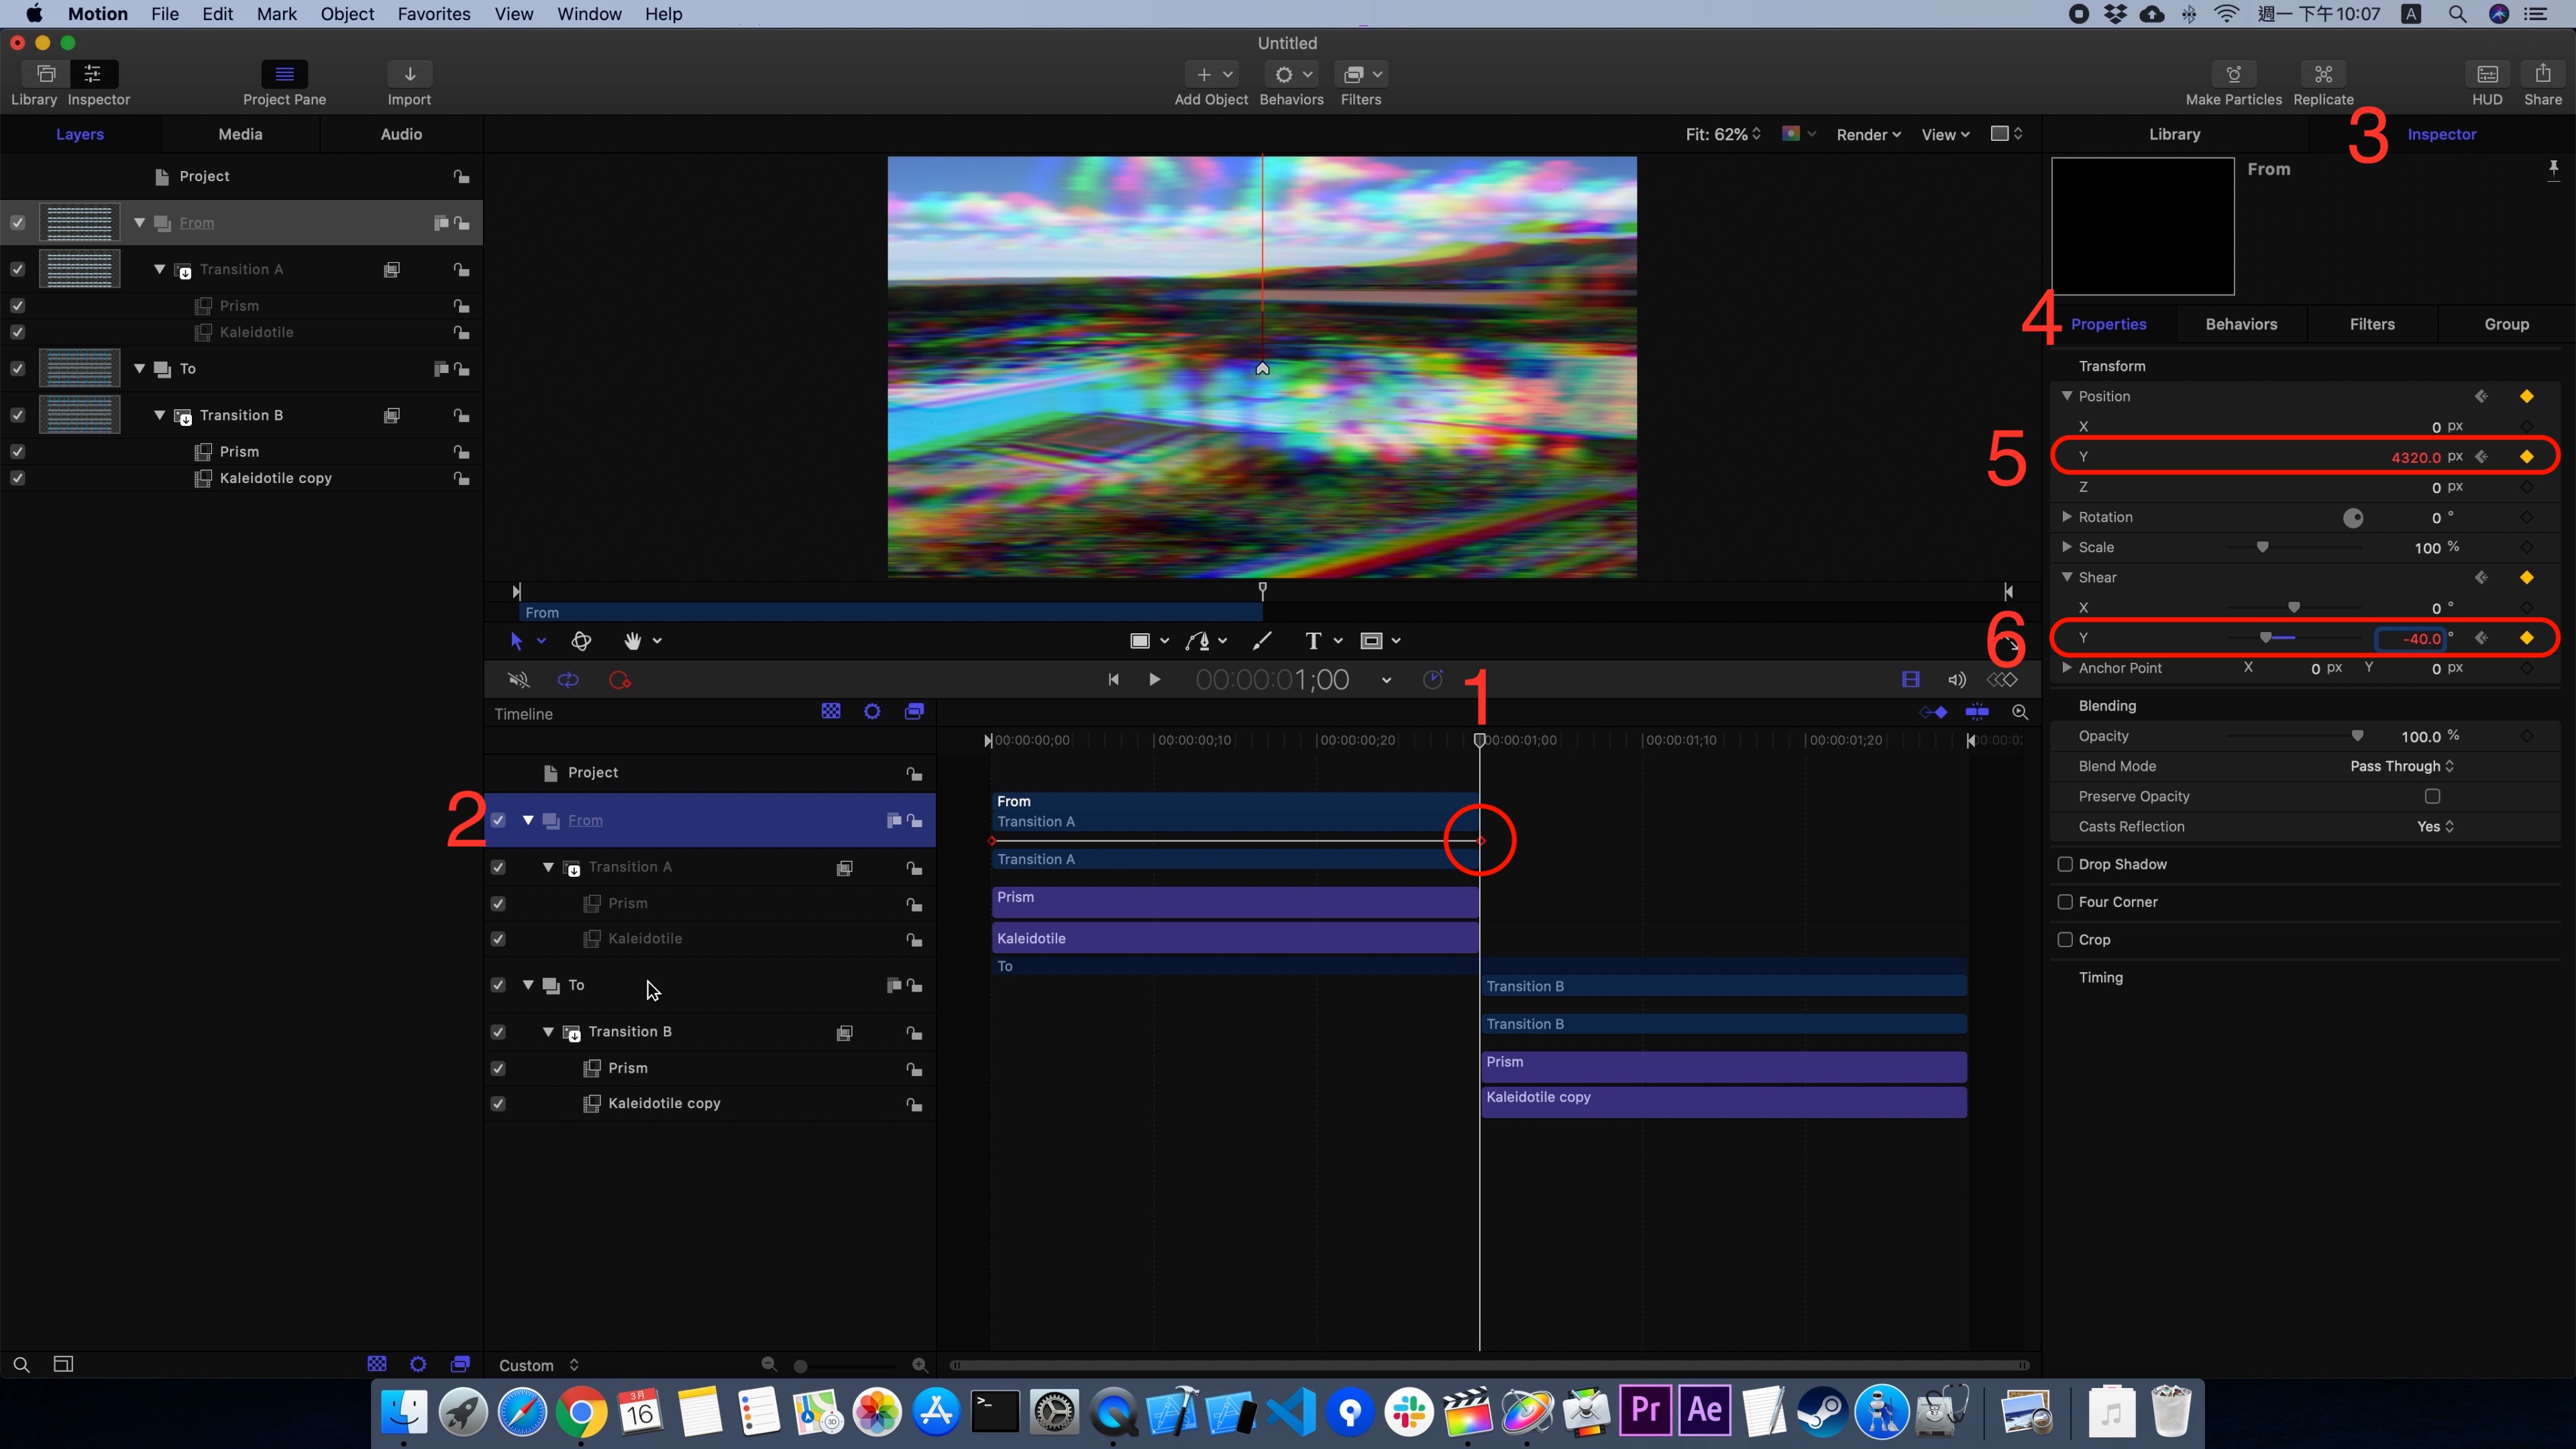 Motion File Edit Mark Object Favorites View Window Help
週一 下午10:07 A
Untitled
Library Inspector Project Pane Import Add Object Behaviors Filters Make Particles Replicate HUD Share
Layers Media Audio
Fit: 62% Render View
Library 3 Inspector
Project
From
From
Transition A
Prism
Kaleidotile
To
Transition B
Prism
Kaleidotile copy
4 Properties Behaviors Filters Group
Transform
Position
X 0 px
5 Y 4320.0 px
Z 0 px
Rotation 0 °
Scale 100 %
Shear
X 0 °
6 Y -40.0 °
Anchor Point X 0 px Y 0 px
Blending
Opacity 100.0 %
Blend Mode Pass Through
Preserve Opacity
Casts Reflection Yes
Drop Shadow
Four Corner
Crop
Timing
From
T
00:00:01;00
1
Timeline
00:00:00;00 00:00:00;10 00:00:00;20 00:00:01;00 00:00:01;10 00:00:01;20
Project
2 From
Transition A
Prism
Kaleidotile
To
Transition B
Prism
Kaleidotile copy
From
Transition A
Transition A
Prism
Kaleidotile
To
Transition B
Transition B
Prism
Kaleidotile copy
Custom
3月
16
3D
Pr Ae